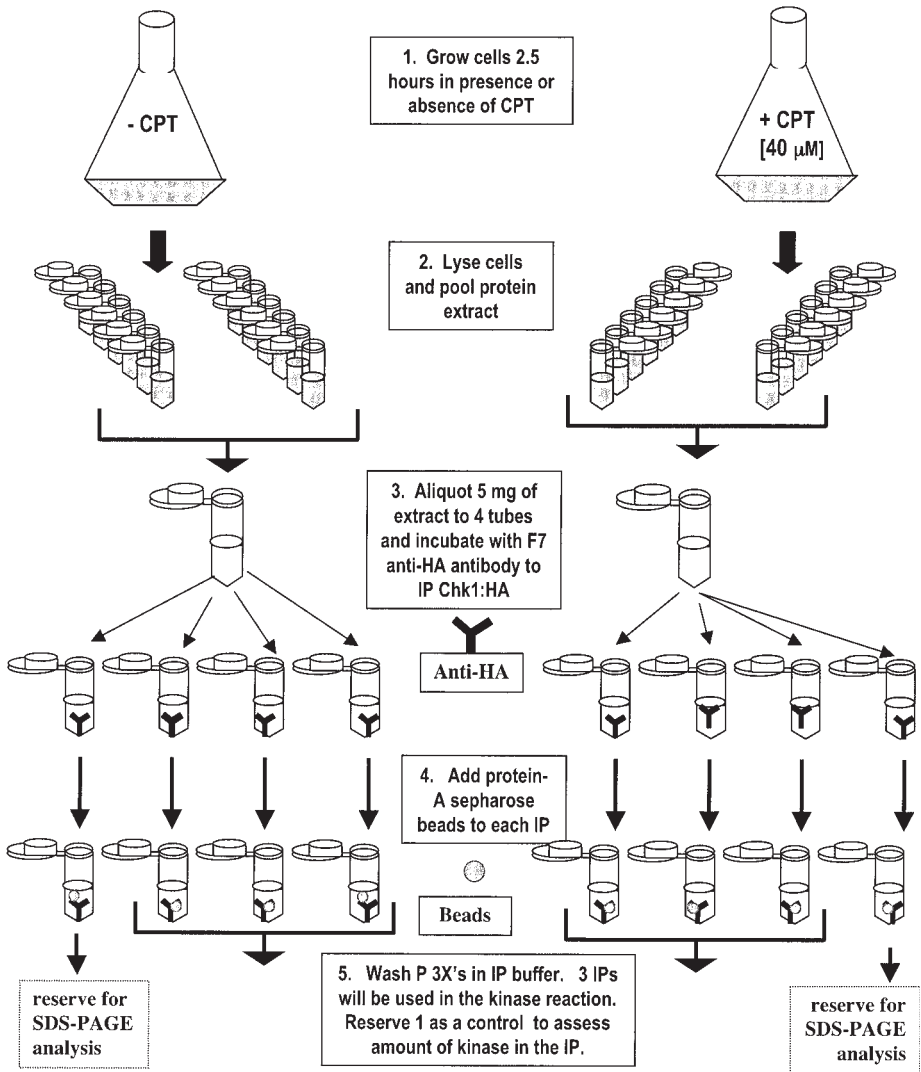 1. Grow cells 2.5
hours in presence or
absence of CPT
- CPT
+ CPT
[40 μM]
2. Lyse cells
and pool protein
extract
3. Aliquot 5 mg of
extract to 4 tubes
and incubate with F7
anti-HA antibody to
IP Chk1:HA
Anti-HA
4. Add protein-
A sepharose
beads to each IP
Beads
5. Wash P 3X's in IP buffer. 3 IPs
will be used in the kinase reaction.
Reserve 1 as a control to assess
amount of kinase in the IP.
reserve for
SDS-PAGE
analysis
reserve for
SDS-PAGE
analysis